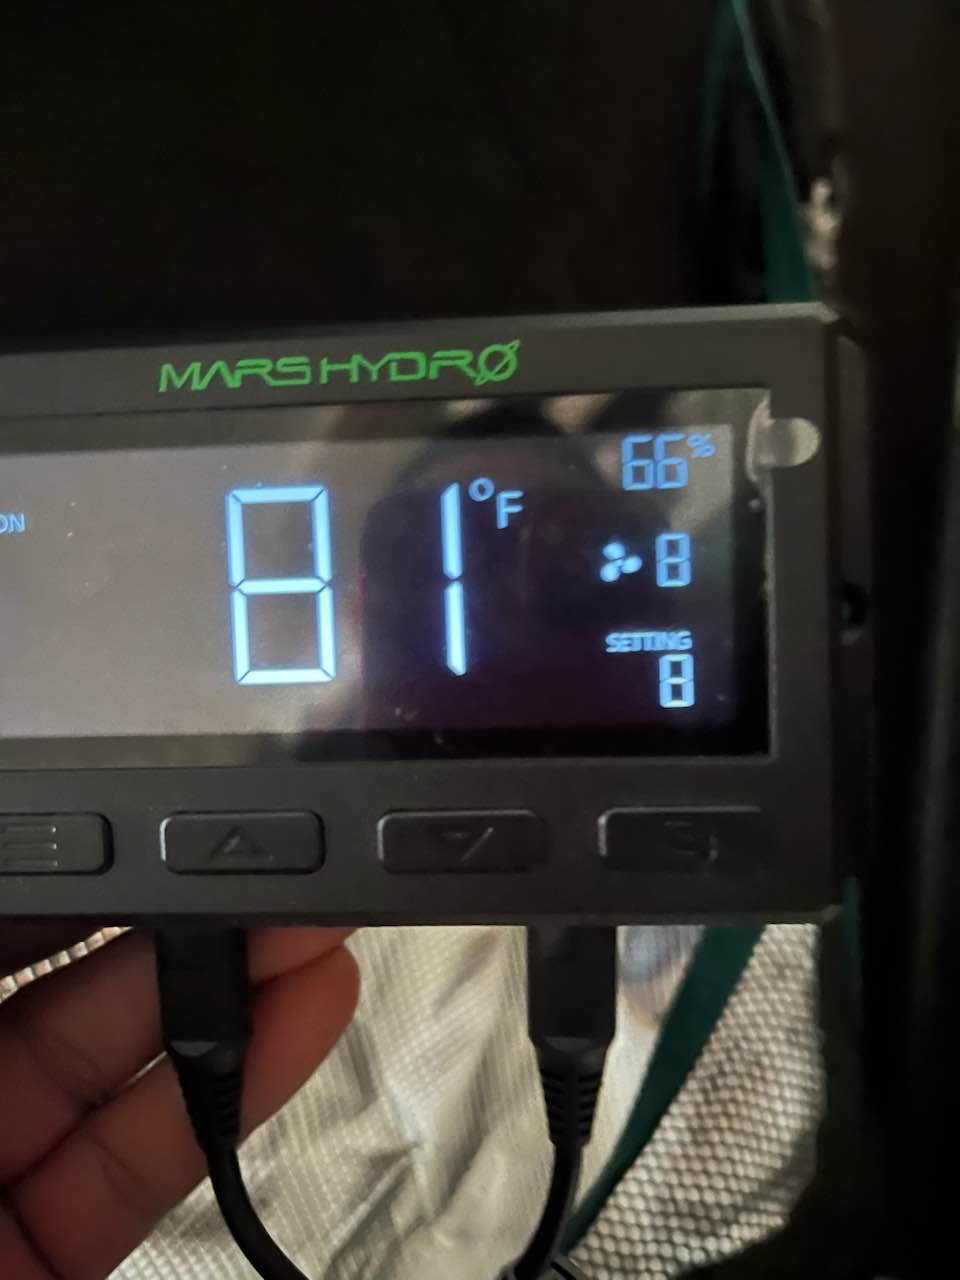 MARS HYDRO
66%
ON
81°F
8
SETTING
8